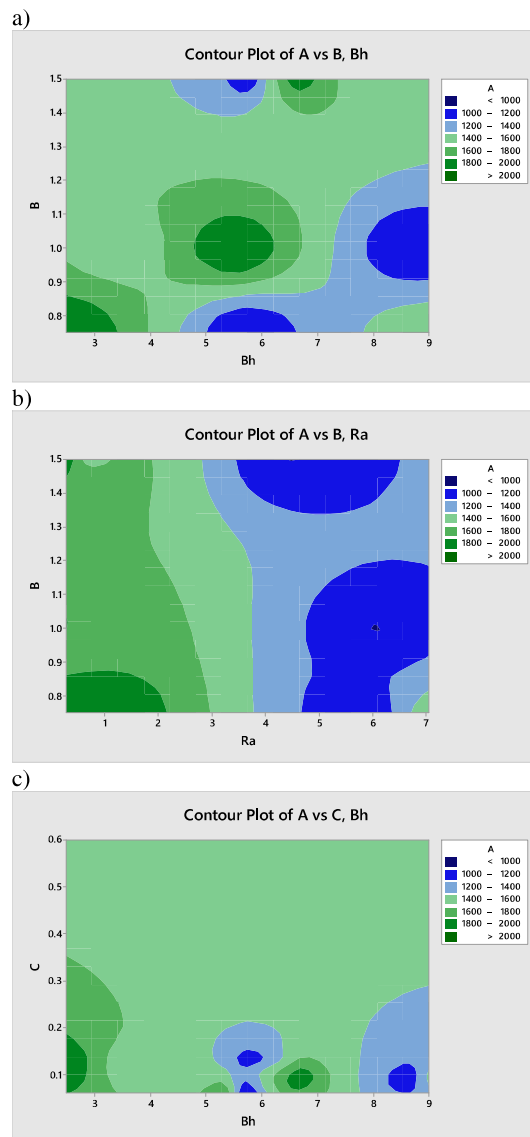 a)
Contour Plot of A vs B, Bh
A
< 1000
1000 – 1200
1200 – 1400
1400 – 1600
1600 – 1800
1800 – 2000
> 2000
1.5
1.4
1.3
1.2
1.1
1.0
0.9
0.8
B
3 4 5 6 7 8 9
Bh
b)
Contour Plot of A vs B, Ra
A
< 1000
1000 – 1200
1200 – 1400
1400 – 1600
1600 – 1800
1800 – 2000
> 2000
1.5
1.4
1.3
1.2
1.1
1.0
0.9
0.8
B
1 2 3 4 5 6 7
Ra
c)
Contour Plot of A vs C, Bh
A
< 1000
1000 – 1200
1200 – 1400
1400 – 1600
1600 – 1800
1800 – 2000
> 2000
0.6
0.5
0.4
0.3
0.2
0.1
C
3 4 5 6 7 8 9
Bh